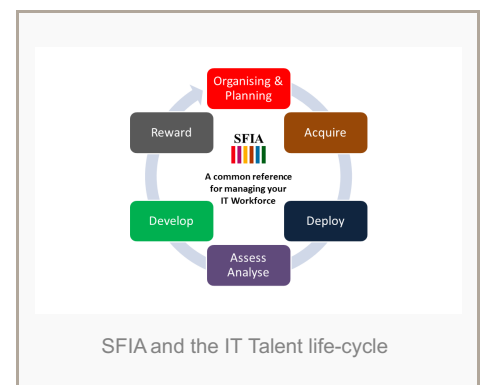 Organising &
Planning
Reward
Acquire
SFIA
A common reference
for managing your
IT Workforce
Develop
Deploy
Assess
Analyse
SFIA and the IT Talent life-cycle